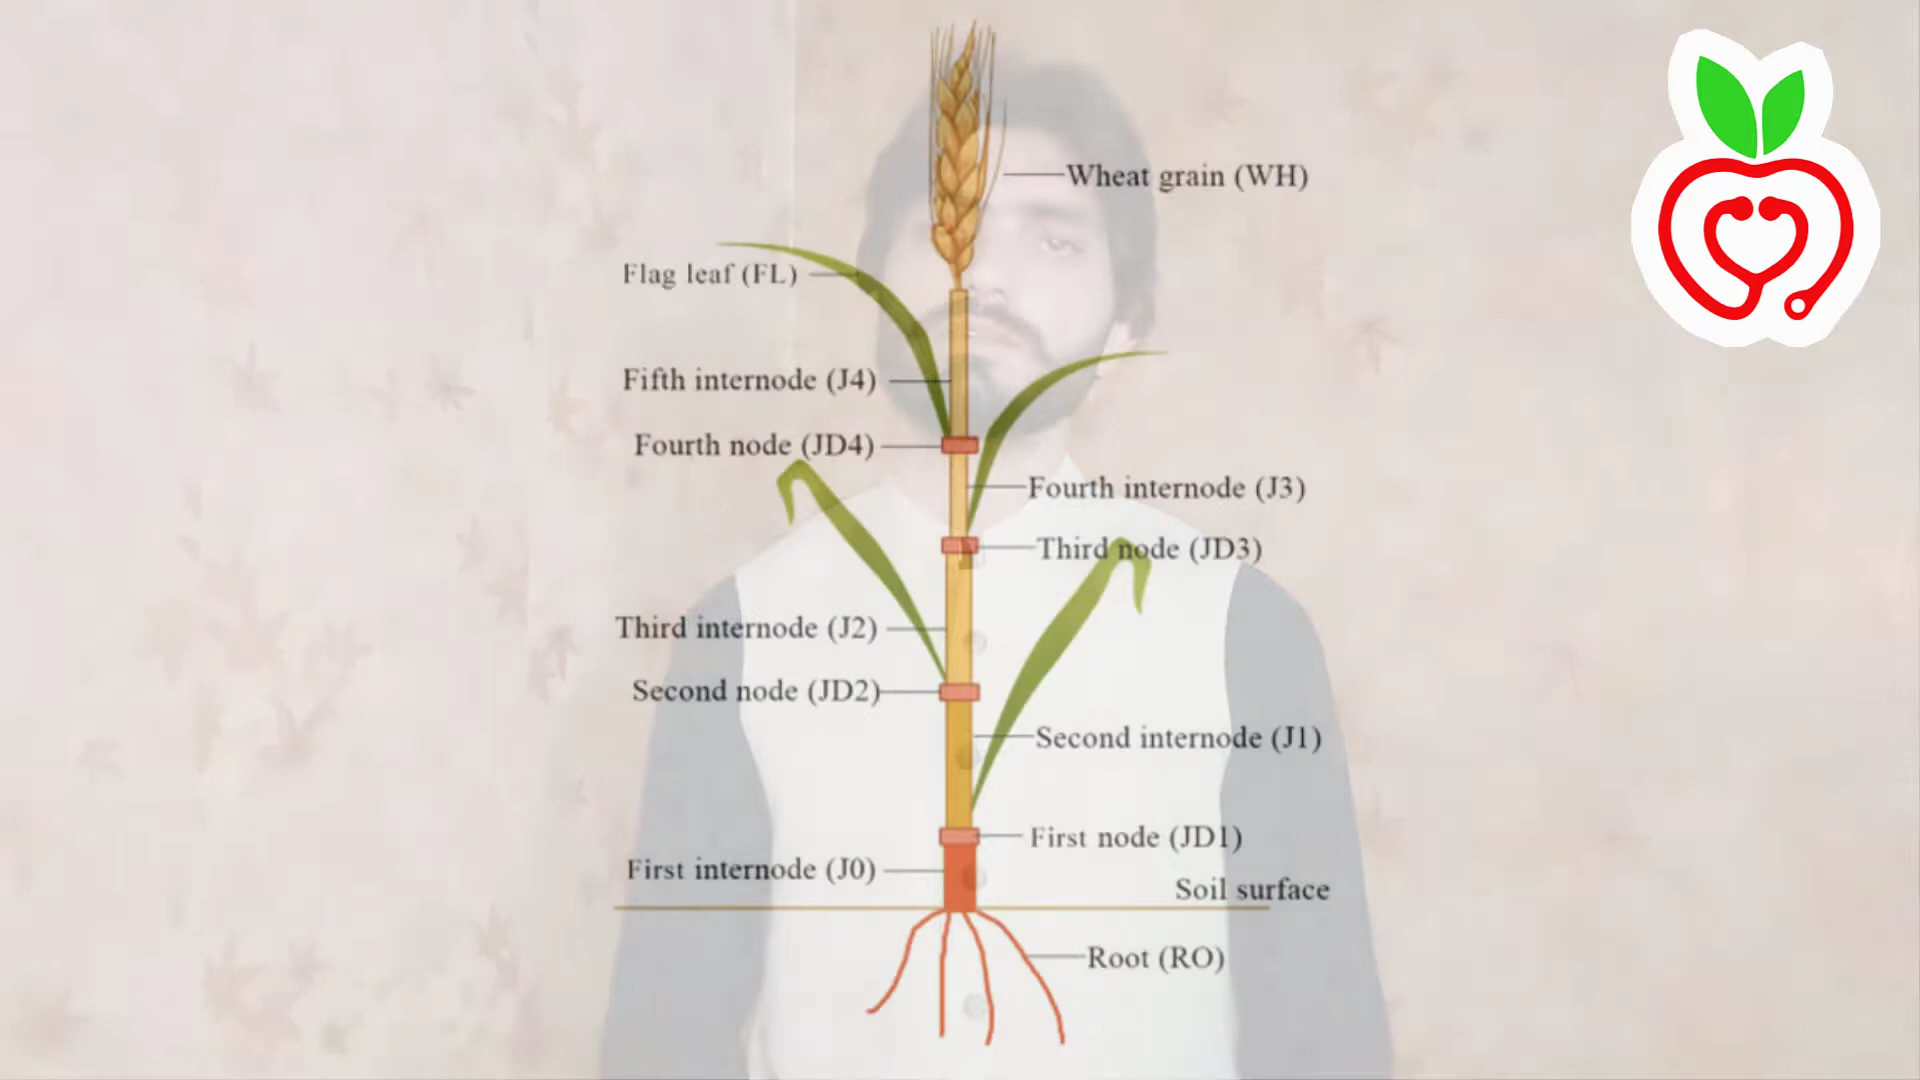 Wheat grain (WH)
Flag leaf (FL)
Fifth internode (J4)
Fourth node (JD4)
Fourth internode (J3)
Third node (JD3)
Third internode (J2)
Second node (JD2)
Second internode (J1)
First node (JD1)
First internode (J0)
Soil surface
Root (RO)